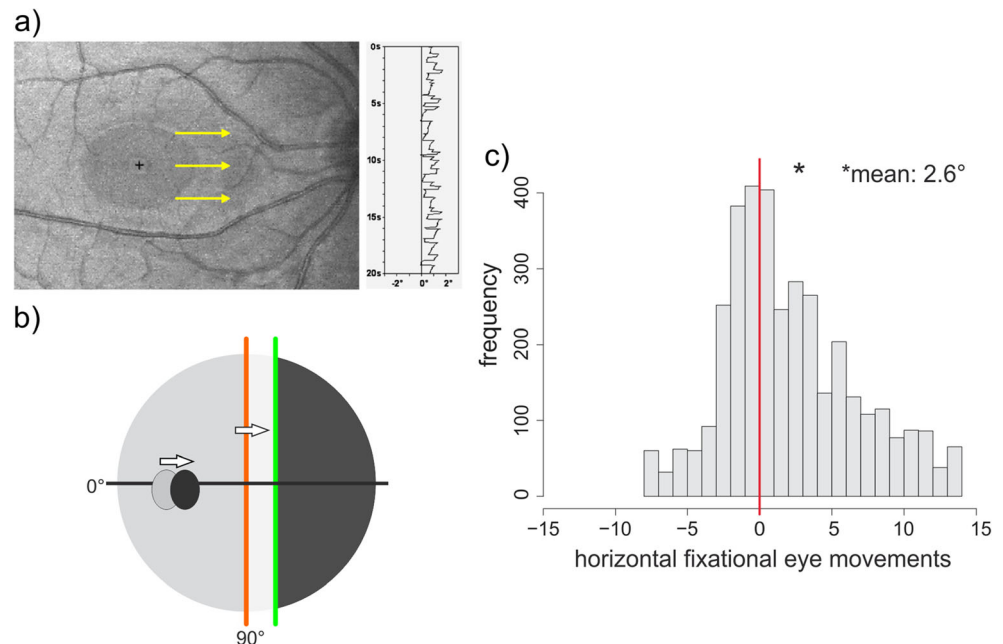 a)
0s
5s
10s
15s
20s
-2° 0° 2°
b)
0°
90°
c)
* *mean: 2.6°
frequency
400
300
200
100
0
−15 −10 −5 0 5 10 15
horizontal fixational eye movements